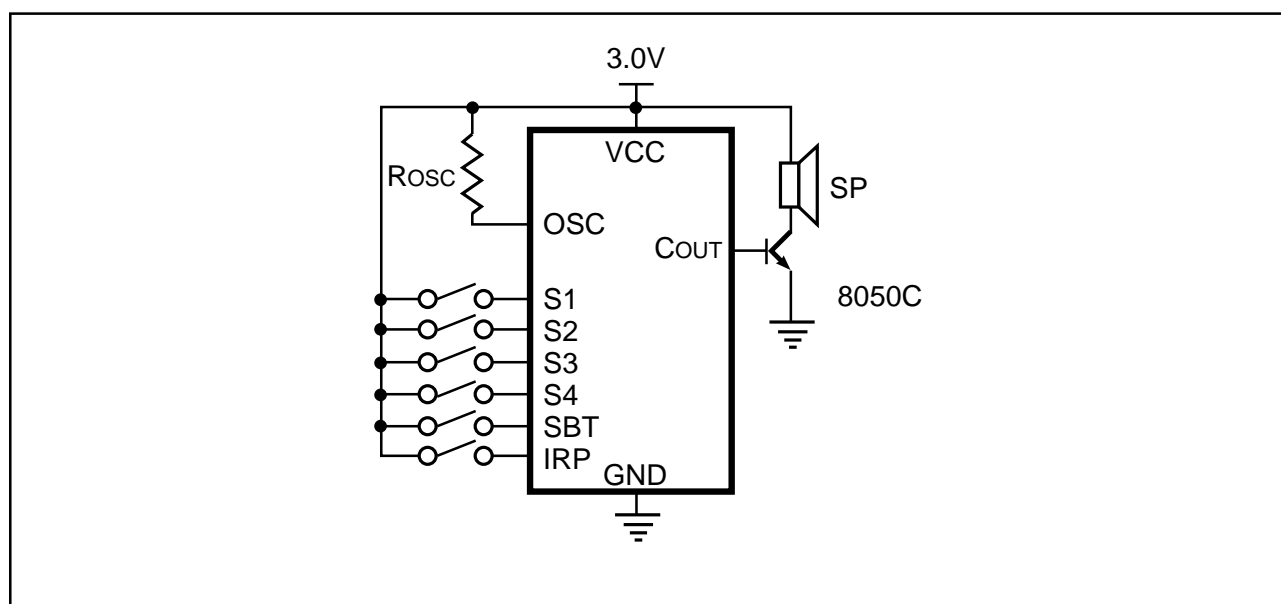 3.0V
VCC
ROSC
OSC
SP
COUT
8050C
S1
S2
S3
S4
SBT
IRP
GND